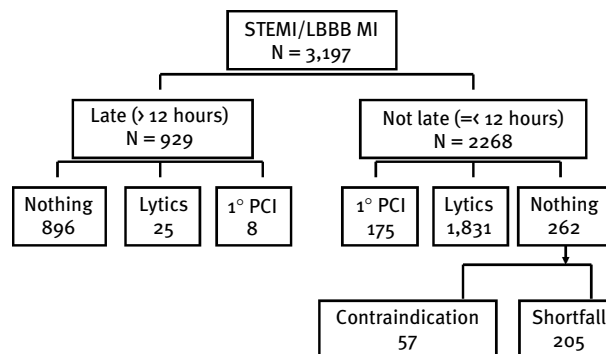 STEMI/LBBB MI
N = 3,197
Late (> 12 hours)
N = 929
Not late (=< 12 hours)
N = 2268
Nothing
896
Lytics
25
1° PCI
8
1° PCI
175
Lytics
1,831
Nothing
262
Contraindication
57
Shortfall
205